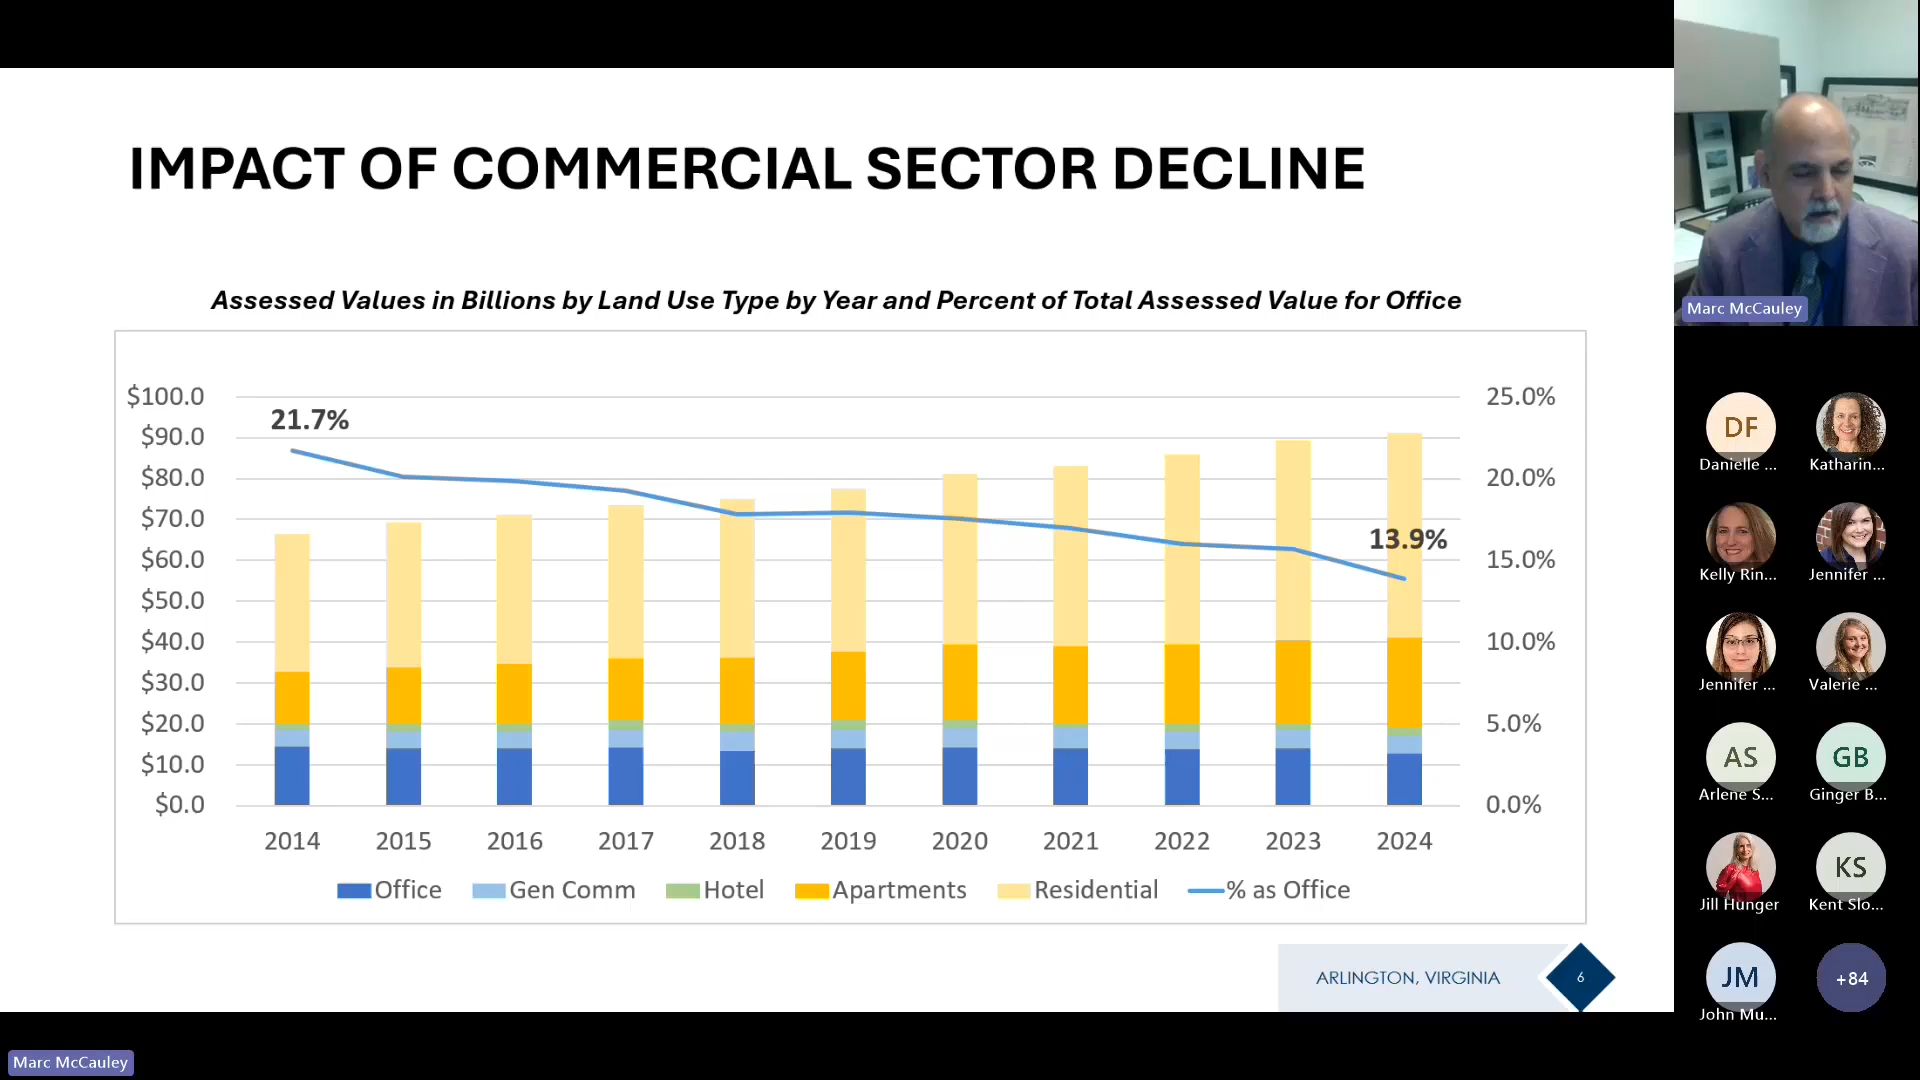 IMPACT OF COMMERCIAL SECTOR DECLINE
Assessed Values in Billions by Land Use Type by Year and Percent of Total Assessed Value for Office
$100.0
$90.0
$80.0
$70.0
$60.0
$50.0
$40.0
$30.0
$20.0
$10.0
$0.0
21.7%
13.9%
25.0%
20.0%
15.0%
10.0%
5.0%
0.0%
2014 2015 2016 2017 2018 2019 2020 2021 2022 2023 2024
Office Gen Comm Hotel Apartments Residential % as Office
ARLINGTON, VIRGINIA 6
Marc McCauley
Marc McCauley
DF
Danielle ... Katharin...
Kelly Rin... Jennifer ...
Jennifer ... Valerie ...
AS GB
Arlene S... Ginger B...
KS
Jill Hunger Kent Slo...
JM +84
John Mu...